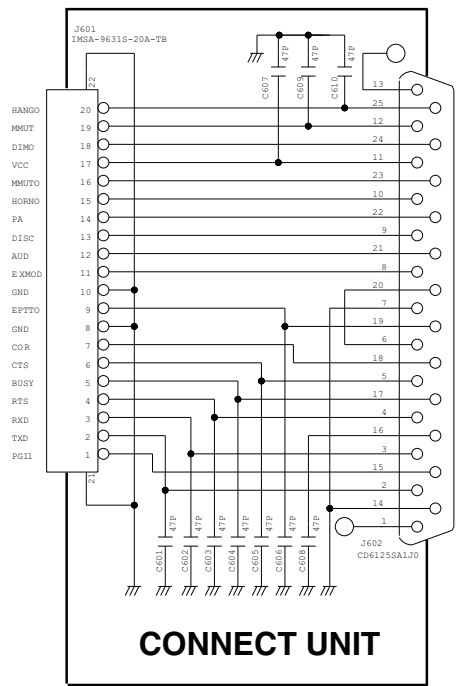 J601
IMSA-9631S-20A-TB
22
HANGO 20
MMUT 19
DIMO 18
VCC 17
MMUTO 16
HORNO 15
PA 14
DISC 13
AUD 12
EXMOD 11
GND 10
EPTTO 9
GND 8
COR 7
CTS 6
BUSY 5
RTS 4
RXD 3
TXD 2
PGI1 1
21
C607 47P
C609 47P
C610 47P
13
25
12
24
11
23
10
22
9
21
8
20
7
19
6
18
5
17
4
16
3
15
2
14
1
J602
CD6125SA1J0
C601 47P
C602 47P
C603 47P
C604 47P
C605 47P
C606 47P
C608 47P
CONNECT UNIT